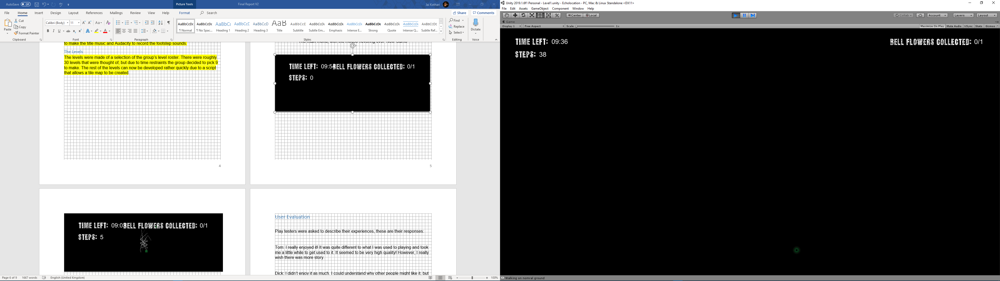 AutoSave Off
Picture Tools
Final Report V2
Jai Kothari
File Home Insert Draw Design Layout References Mailings Review View Help Format Search
Share Comments
Paste
Cut
Copy
Format Painter
Clipboard
Calibri (Body) 11
Font
Paragraph
AaBbCcDc AaBbCcDc AaBbCc AaBbCcD AaBbCcD AaB AaBbCcD AaBbCcDc AaBbCcDc AaBbCcDc AaBbCcDc AaBbCcDc AaBbCcDc AABBCCDD
¶ Normal ¶ No Spac... Heading 1 Heading 2 Heading 3 Title Subtitle Subtle Em... Emphasis Intense E... Strong Quote Intense Q... Subtle Ref...
Styles
Find
Replace
Select
Editing
Dictate
Voice
to make the title music and Audacity to record the footstep sounds.
The Levels
The levels were made of a selection of the group's level roster. There were roughly
30 levels that were thought of, but due to time restraints the group decided to pick 9
to make. The rest of the levels can now be developed rather quickly due to a script
that allows a tile map to be created.
4
TIME LEFT: 09:5 BELL FLOWERS COLLECTED: 0/1
STEPS: 0
5
TIME LEFT: 09:0 BELL FLOWERS COLLECTED: 0/1
STEPS: 5
User Evaluation
Play testers were asked to describe their experiences, these are their responses:
Tom: I really enjoyed it! It was quite different to what I was used to playing and took
me a little while to get used to it. It seemed to be very high quality! However, I really
wish there was more story.
Dick: I didn't enjoy it as much. I could understand why other people might like it, but
Page 6 of 9 1667 words English (United Kingdom)
100%
Unity 2019.1.6f1 Personal - Level1.unity - Echolocation - PC, Mac & Linux Standalone <DX11>
File Edit Assets GameObject Component Window Help
Center Local
Collab Account Layers Layout
Game
Display 1 Free Aspect Scale 1x
Maximize On Play Mute Audio VSync Stats Gizmos
TIME LEFT: 09:36
BELL FLOWERS COLLECTED: 0/1
STEPS: 38
Walking on nomral ground